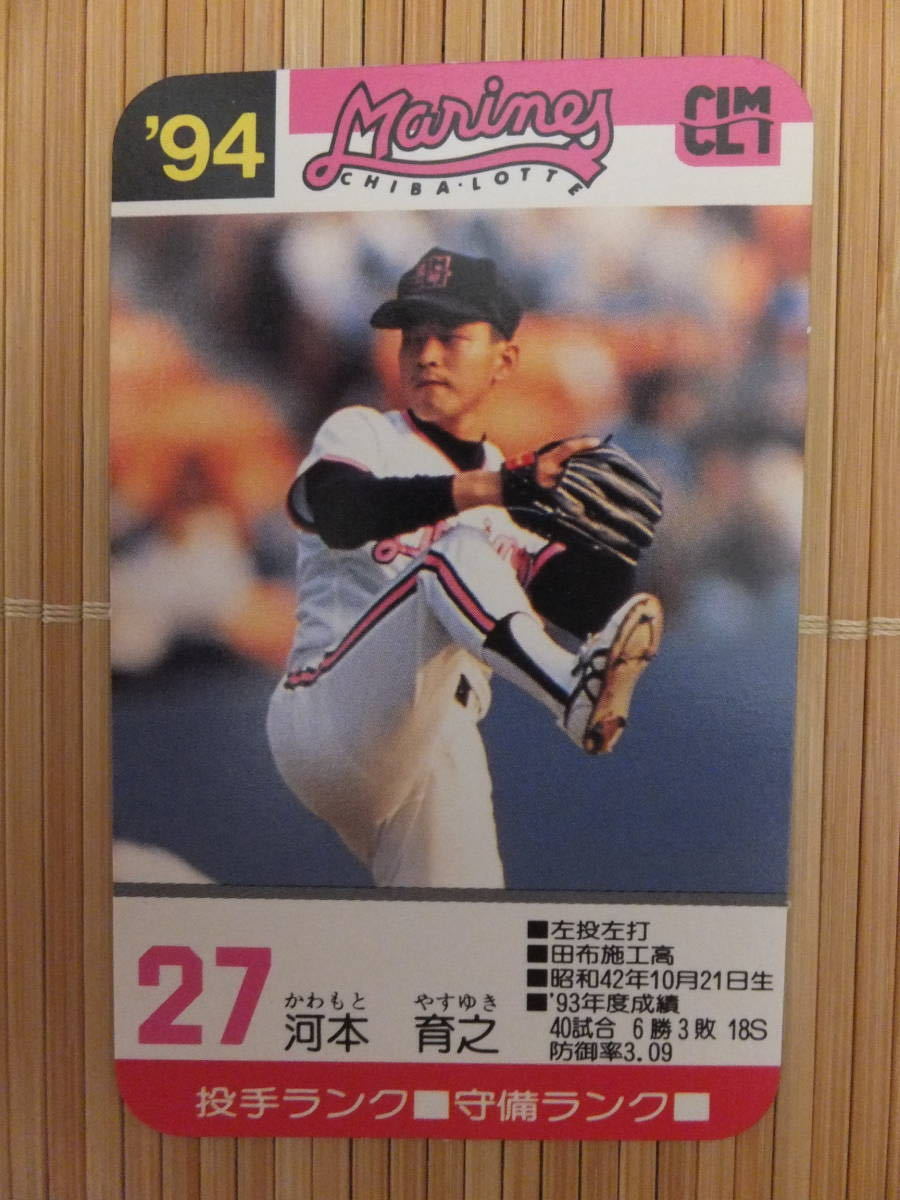 '94
Marines
CHIBA·LOTTE
CLM
27
かわもと やすゆき
河本 育之
■左投左打
■田布施工高
■昭和42年10月21日生
■'93年度成績
40試合 6勝3敗 18S
防御率3.09
投手ランク■守備ランク■